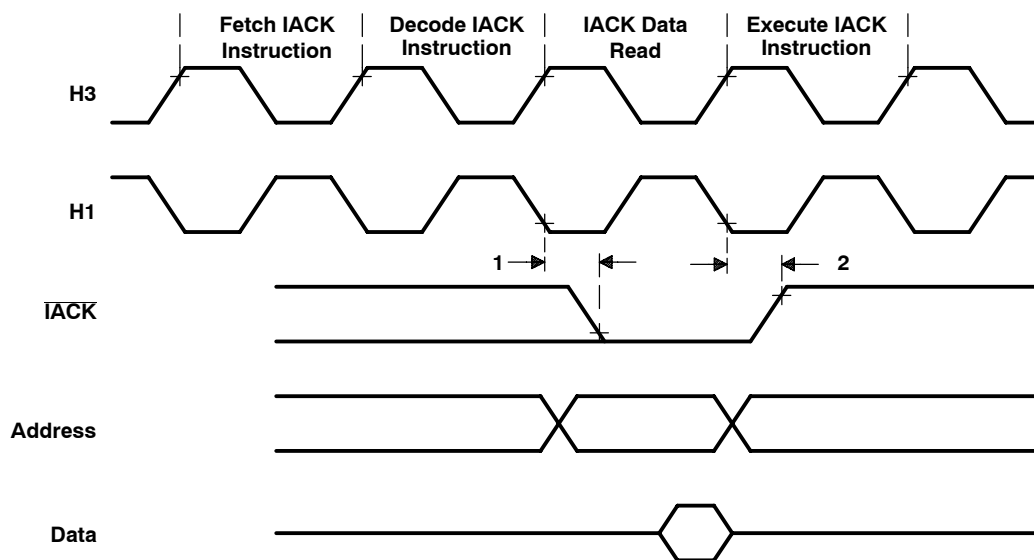 Fetch IACK
Instruction
Decode IACK
Instruction
IACK Data
Read
Execute IACK
Instruction
H3
H1
1
2
IACK
Address
Data